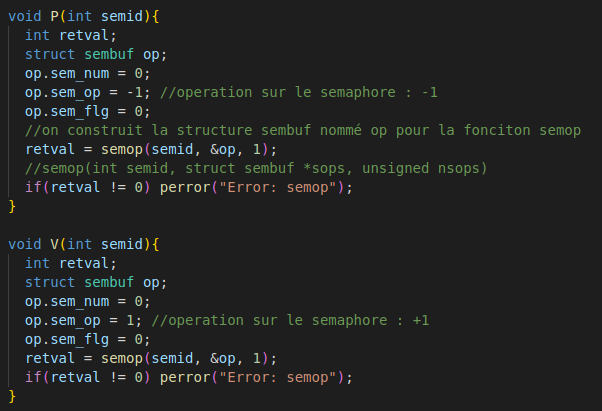 void P(int semid){
int retval;
struct sembuf op;
op.sem_num = 0;
op.sem_op = -1; //operation sur le semaphore : -1
op.sem_flg = 0;
//on construit la structure sembuf nommé op pour la fonciton semop
retval = semop(semid, &op, 1);
//semop(int semid, struct sembuf *sops, unsigned nsops)
if(retval != 0) perror("Error: semop");
}
void V(int semid){
int retval;
struct sembuf op;
op.sem_num = 0;
op.sem_op = 1; //operation sur le semaphore : +1
op.sem_flg = 0;
retval = semop(semid, &op, 1);
if(retval != 0) perror("Error: semop");
}